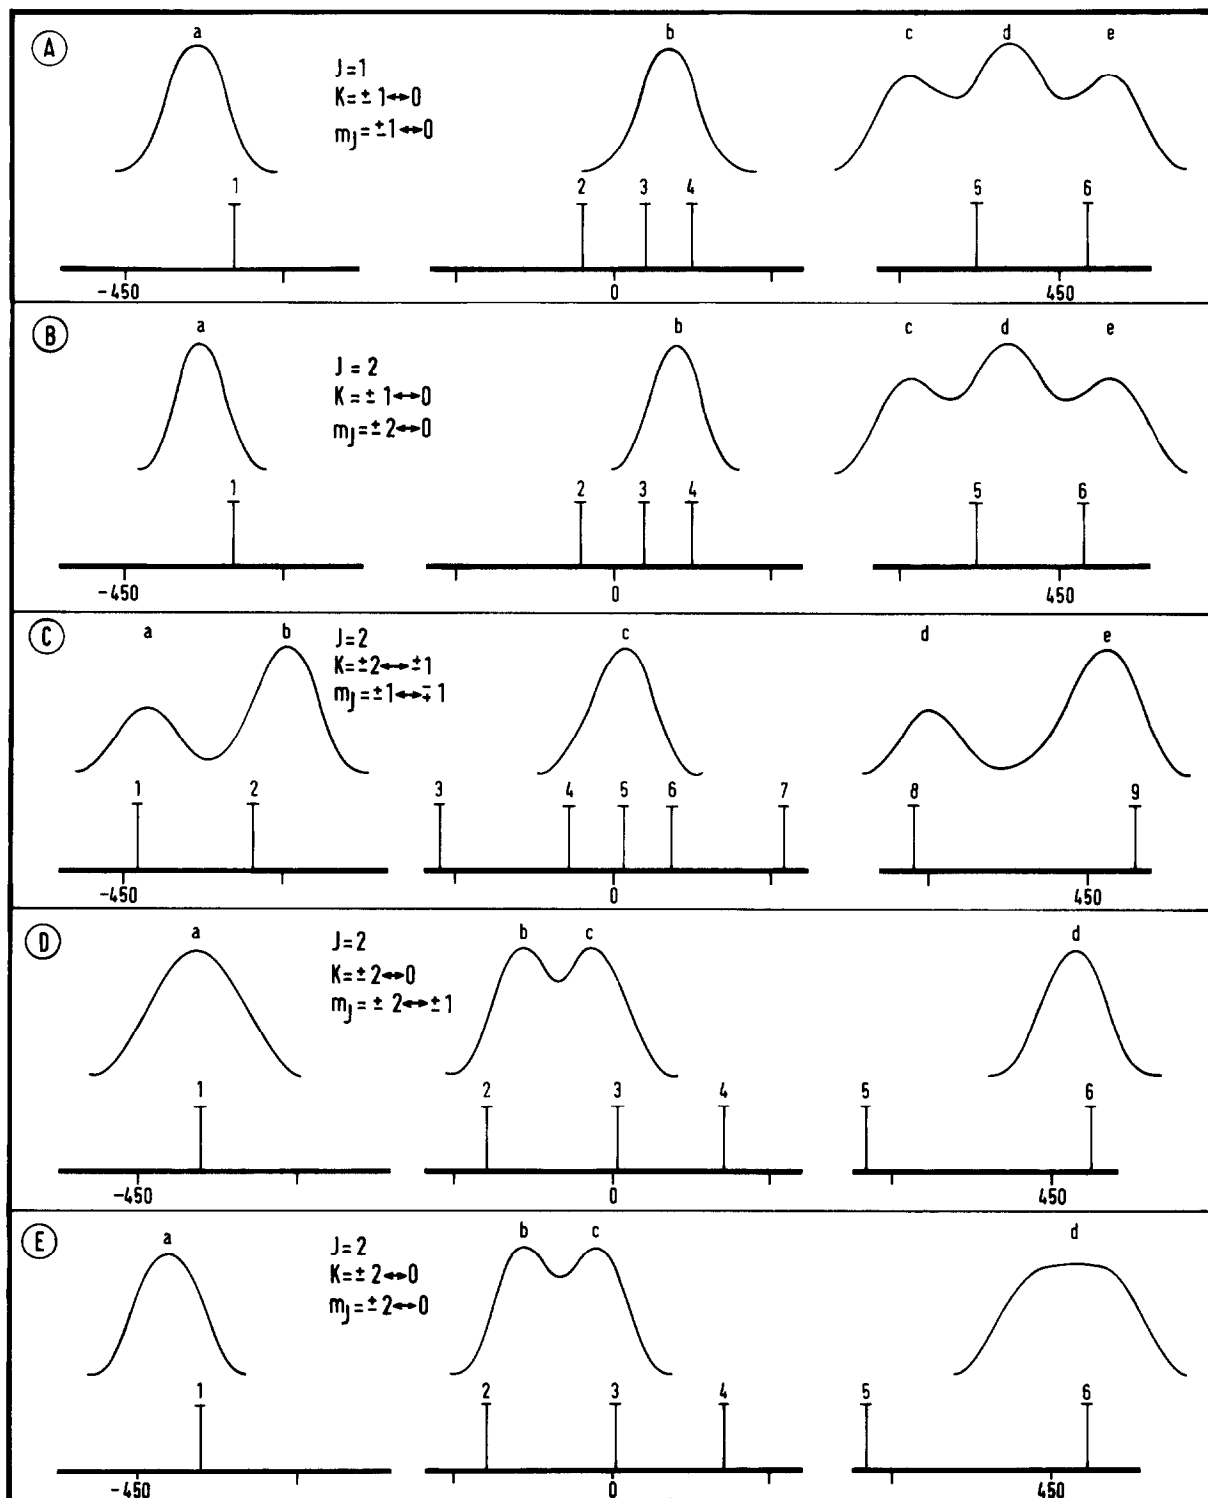 A
a b c d e
J=1
K=±1↔0
mJ=±1↔0
1 2 3 4 5 6
-450 0 450
B
a b c d e
J = 2
K = ± 1↔0
mJ = ± 2↔0
1 2 3 4 5 6
-450 0 450
C
a b c d e
J=2
K=±2↔±1
mJ=±1↔∓1
1 2 3 4 5 6 7 8 9
-450 0 450
D
a b c d
J=2
K=±2↔0
mJ=± 2↔±1
1 2 3 4 5 6
-450 0 450
E
a b c d
J=2
K=±2↔0
mJ=±2↔0
1 2 3 4 5 6
-450 0 450